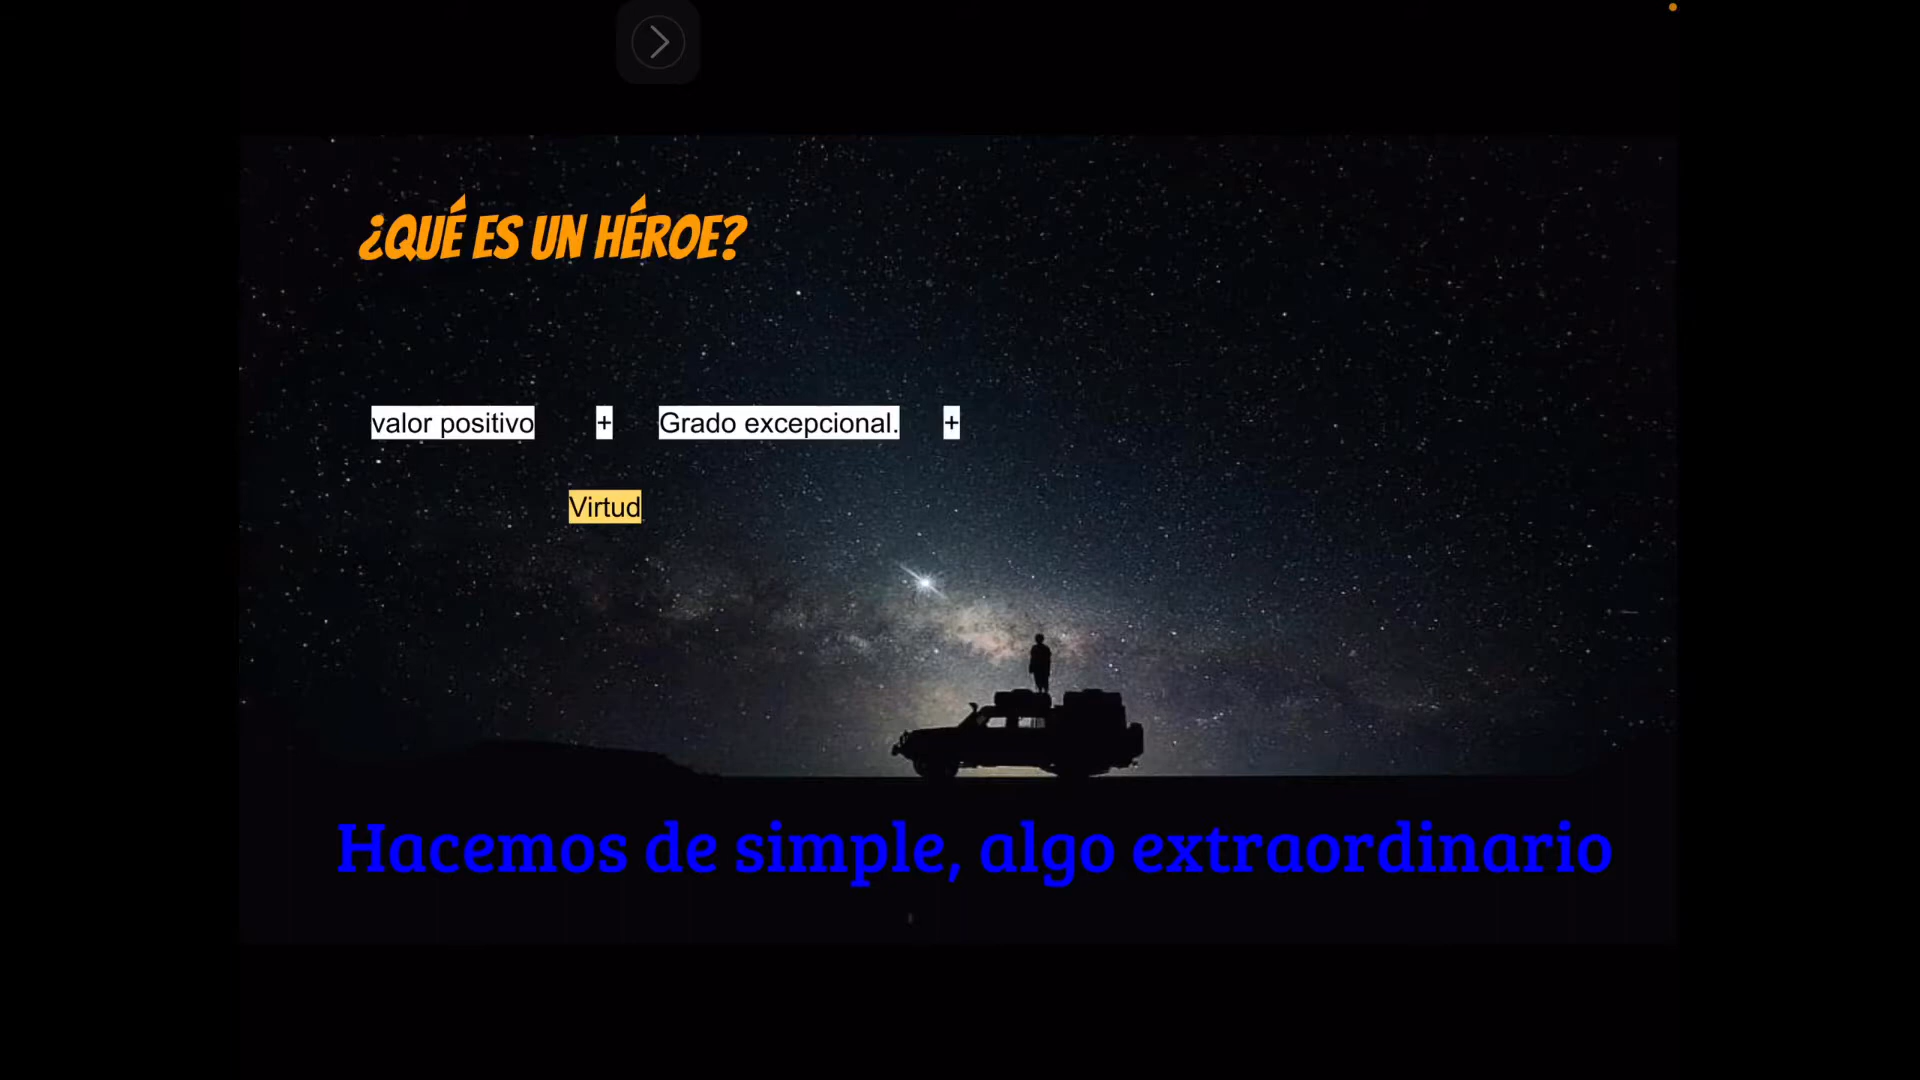 ¿QUÉ ES UN HÉROE?
valor positivo + Grado excepcional. +
Virtud
Hacemos de simple, algo extraordinario